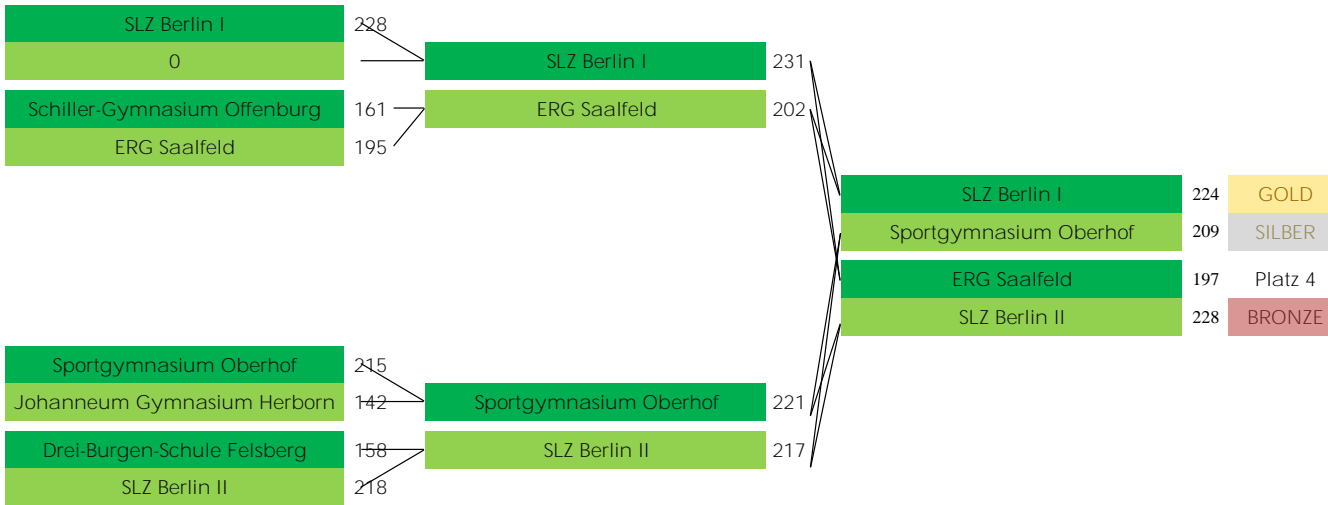 SLZ Berlin I 228
0
Schiller-Gymnasium Offenburg 161
ERG Saalfeld 195
SLZ Berlin I 231
ERG Saalfeld 202
SLZ Berlin I 224 GOLD
Sportgymnasium Oberhof 209 SILBER
ERG Saalfeld 197 Platz 4
SLZ Berlin II 228 BRONZE
Sportgymnasium Oberhof 215
Johanneum Gymnasium Herborn 142
Drei-Burgen-Schule Felsberg 158
SLZ Berlin II 218
Sportgymnasium Oberhof 221
SLZ Berlin II 217